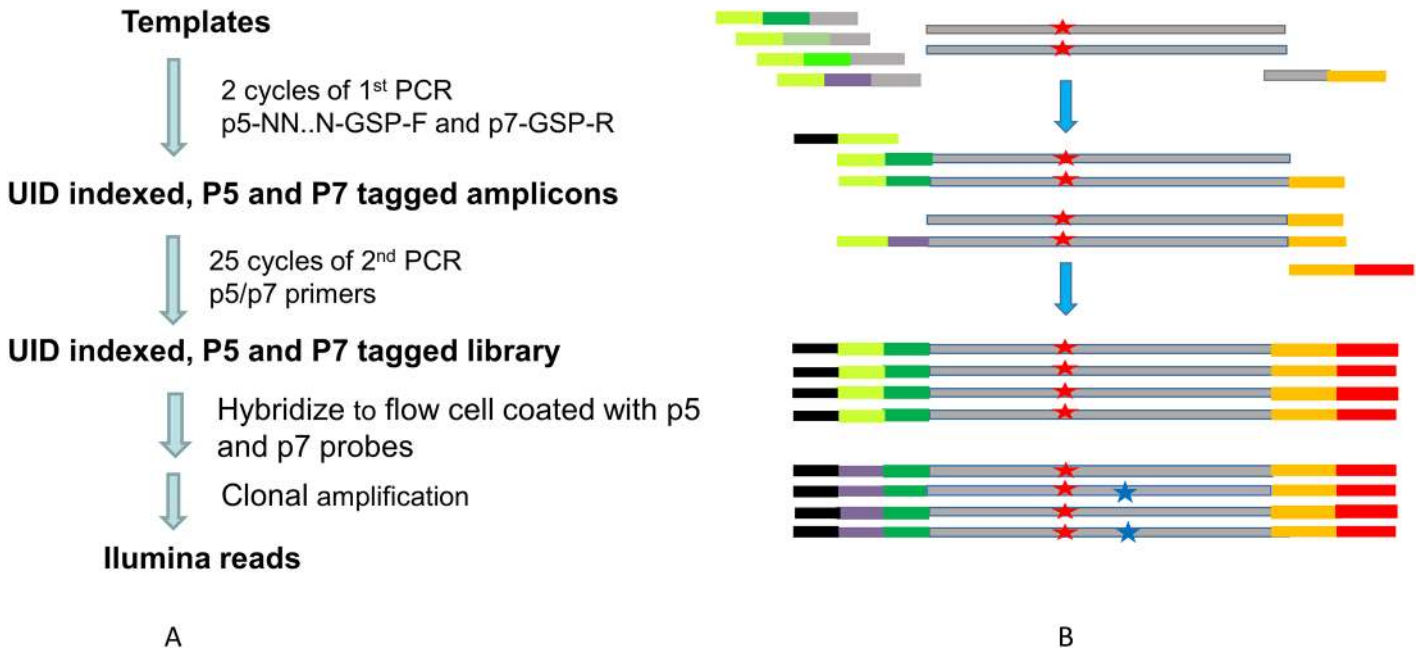 Templates
2 cycles of 1st PCR
p5-NN..N-GSP-F and p7-GSP-R
UID indexed, P5 and P7 tagged amplicons
25 cycles of 2nd PCR
p5/p7 primers
UID indexed, P5 and P7 tagged library
Hybridize to flow cell coated with p5
and p7 probes
Clonal amplification
Ilumina reads
A
B